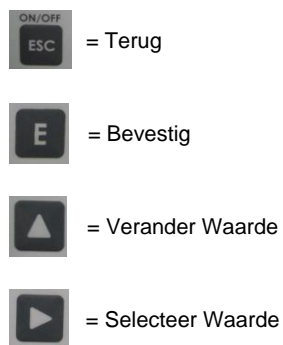 ON/OFF
ESC = Terug
E = Bevestig
= Verander Waarde
= Selecteer Waarde